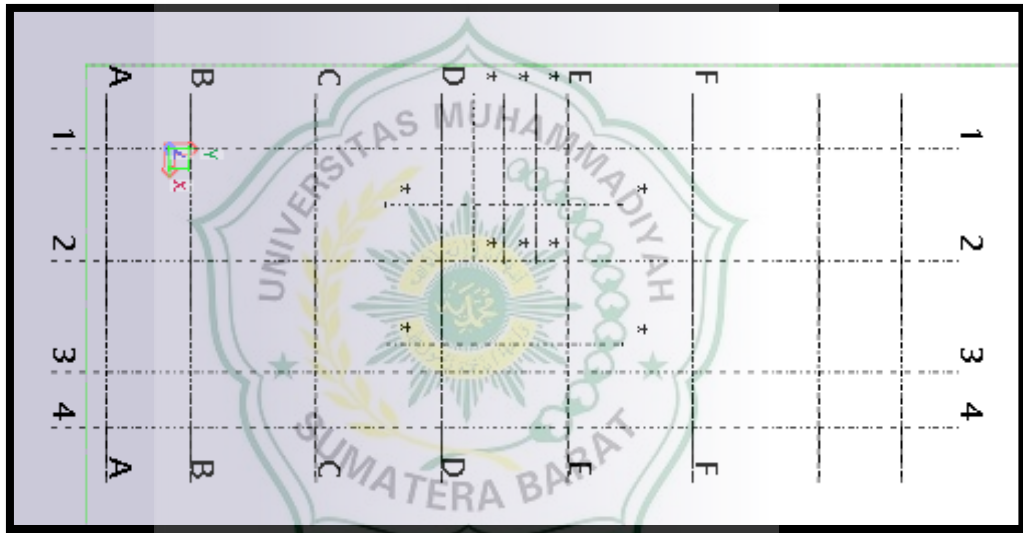 A B C D * * * E F
1 1
Y
X
* *
2 * * * 2
* *
3 3
4 4
A B C D E F
UNIVERSITAS MUHAMMADIYAH
SUMATERA BARAT